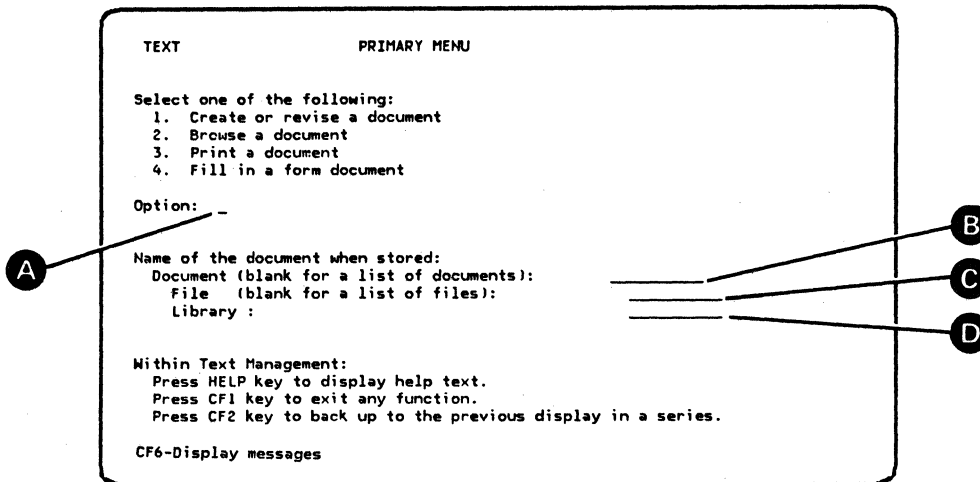 TEXT PRIMARY MENU
Select one of the following:
1. Create or revise a document
2. Browse a document
3. Print a document
4. Fill in a form document
Option: _
B
A
Name of the document when stored:
Document (blank for a list of documents):
C
File (blank for a list of files):
Library :
D
Within Text Management:
Press HELP key to display help text.
Press CF1 key to exit any function.
Press CF2 key to back up to the previous display in a series.
CF6-Display messages